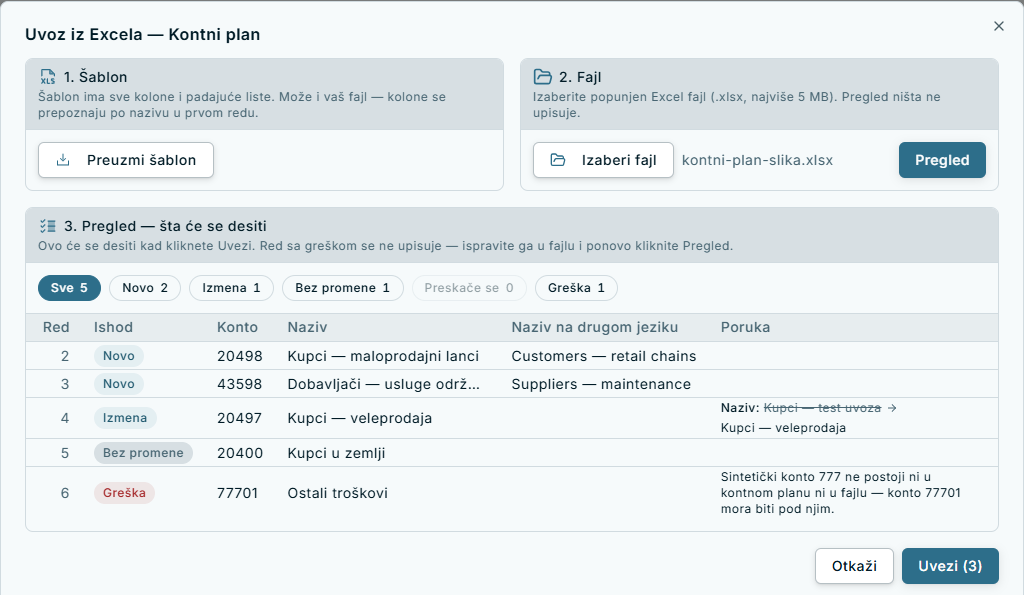 Uvoz iz Excela — Kontni plan
XLS 1. Šablon
Šablon ima sve kolone i padajuće liste. Može i vaš fajl — kolone se
prepoznaju po nazivu u prvom redu.
Preuzmi šablon
2. Fajl
Izaberite popunjen Excel fajl (.xlsx, najviše 5 MB). Pregled ništa ne
upisuje.
Izaberi fajl kontni-plan-slika.xlsx Pregled
3. Pregled — šta će se desiti
Ovo će se desiti kad kliknete Uvezi. Red sa greškom se ne upisuje — ispravite ga u fajlu i ponovo kliknite Pregled.
Sve 5 Novo 2 Izmena 1 Bez promene 1 Preskače se 0 Greška 1
Red Ishod Konto Naziv Naziv na drugom jeziku Poruka
2 Novo 20498 Kupci — maloprodajni lanci Customers — retail chains
3 Novo 43598 Dobavljači — usluge održ... Suppliers — maintenance
4 Izmena 20497 Kupci — veleprodaja Naziv: Kupci — test uvoza →
Kupci — veleprodaja
5 Bez promene 20400 Kupci u zemlji
6 Greška 77701 Ostali troškovi Sintetički konto 777 ne postoji ni u
kontnom planu ni u fajlu — konto 77701
mora biti pod njim.
Otkaži Uvezi (3)